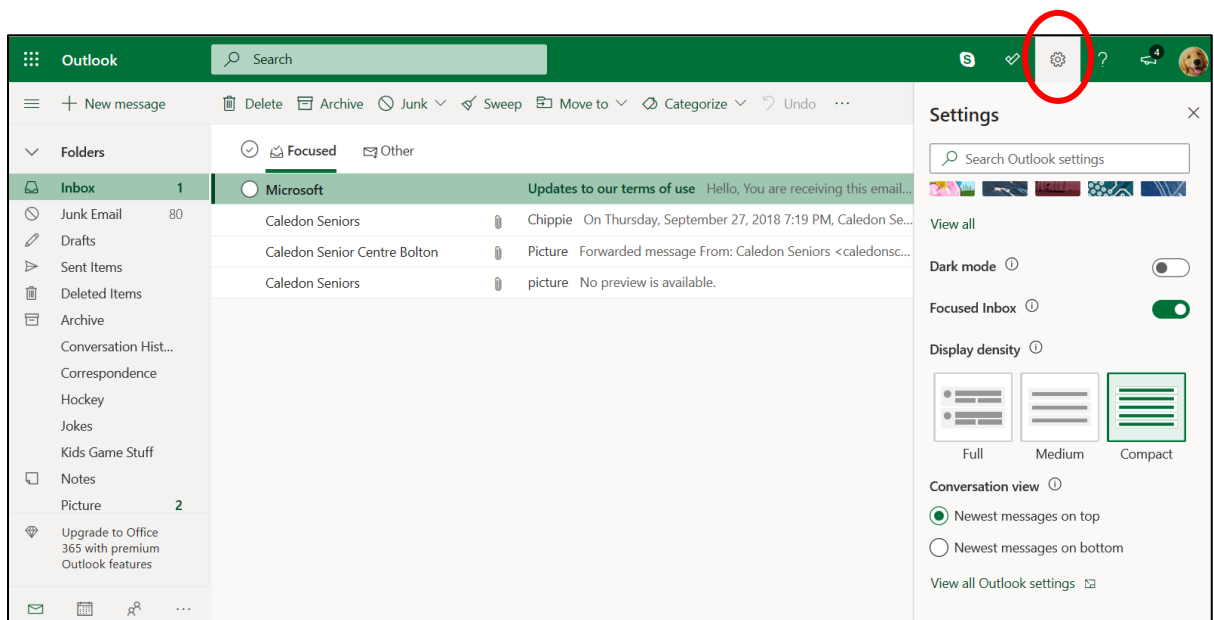 Outlook
Search
4
New message
Delete Archive Junk Sweep Move to Categorize Undo ...
Settings
Folders
Focused Other
Search Outlook settings
Inbox 1
Microsoft Updates to our terms of use Hello, You are receiving this email...
Junk Email 80
Caledon Seniors Chippie On Thursday, September 27, 2018 7:19 PM, Caledon Se...
View all
Drafts
Caledon Senior Centre Bolton Picture Forwarded message From: Caledon Seniors <caledonsc...
Sent Items
Dark mode
Deleted Items
Caledon Seniors picture No preview is available.
Archive
Focused Inbox
Conversation Hist...
Display density
Correspondence
Hockey
Jokes
Kids Game Stuff
Full Medium Compact
Notes
Conversation view
Picture 2
Newest messages on top
Upgrade to Office
365 with premium
Outlook features
Newest messages on bottom
View all Outlook settings